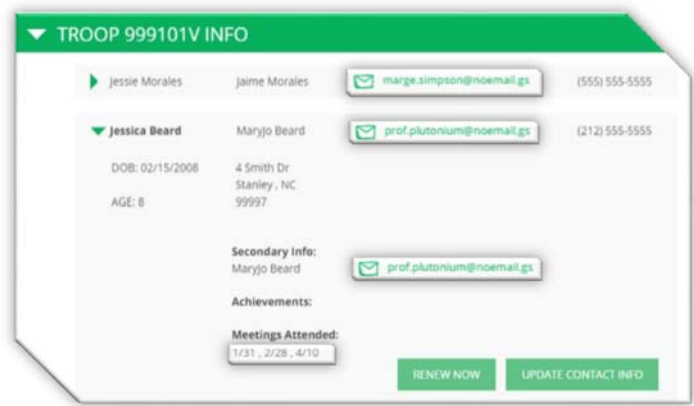 TROOP 999101V INFO
Jessie Morales Jaime Morales marge.simpson@noemail.gs (555) 555-5555
Jessica Beard Maryjo Beard prof.plutonium@noemail.gs (212) 555-5555
DOB: 02/15/2008 4 Smith Dr
Stanley , NC
AGE: 8 99997
Secondary Info:
Maryjo Beard prof.plutonium@noemail.gs
Achievements:
Meetings Attended:
1/31 , 2/28 , 4/10
RENEW NOW UPDATE CONTACT INFO